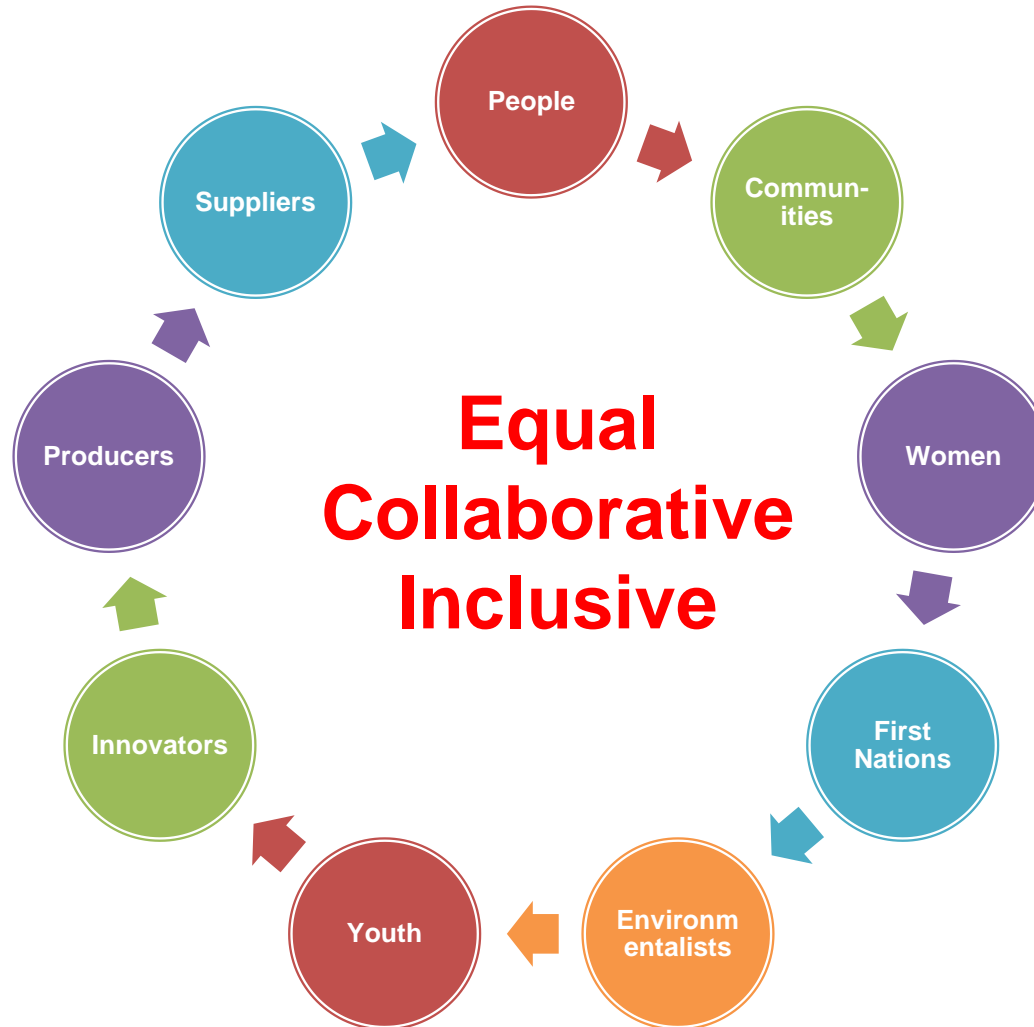 People
Commun-
ities
Women
First
Nations
Environm
entalists
Youth
Innovators
Producers
Suppliers
Equal
Collaborative
Inclusive